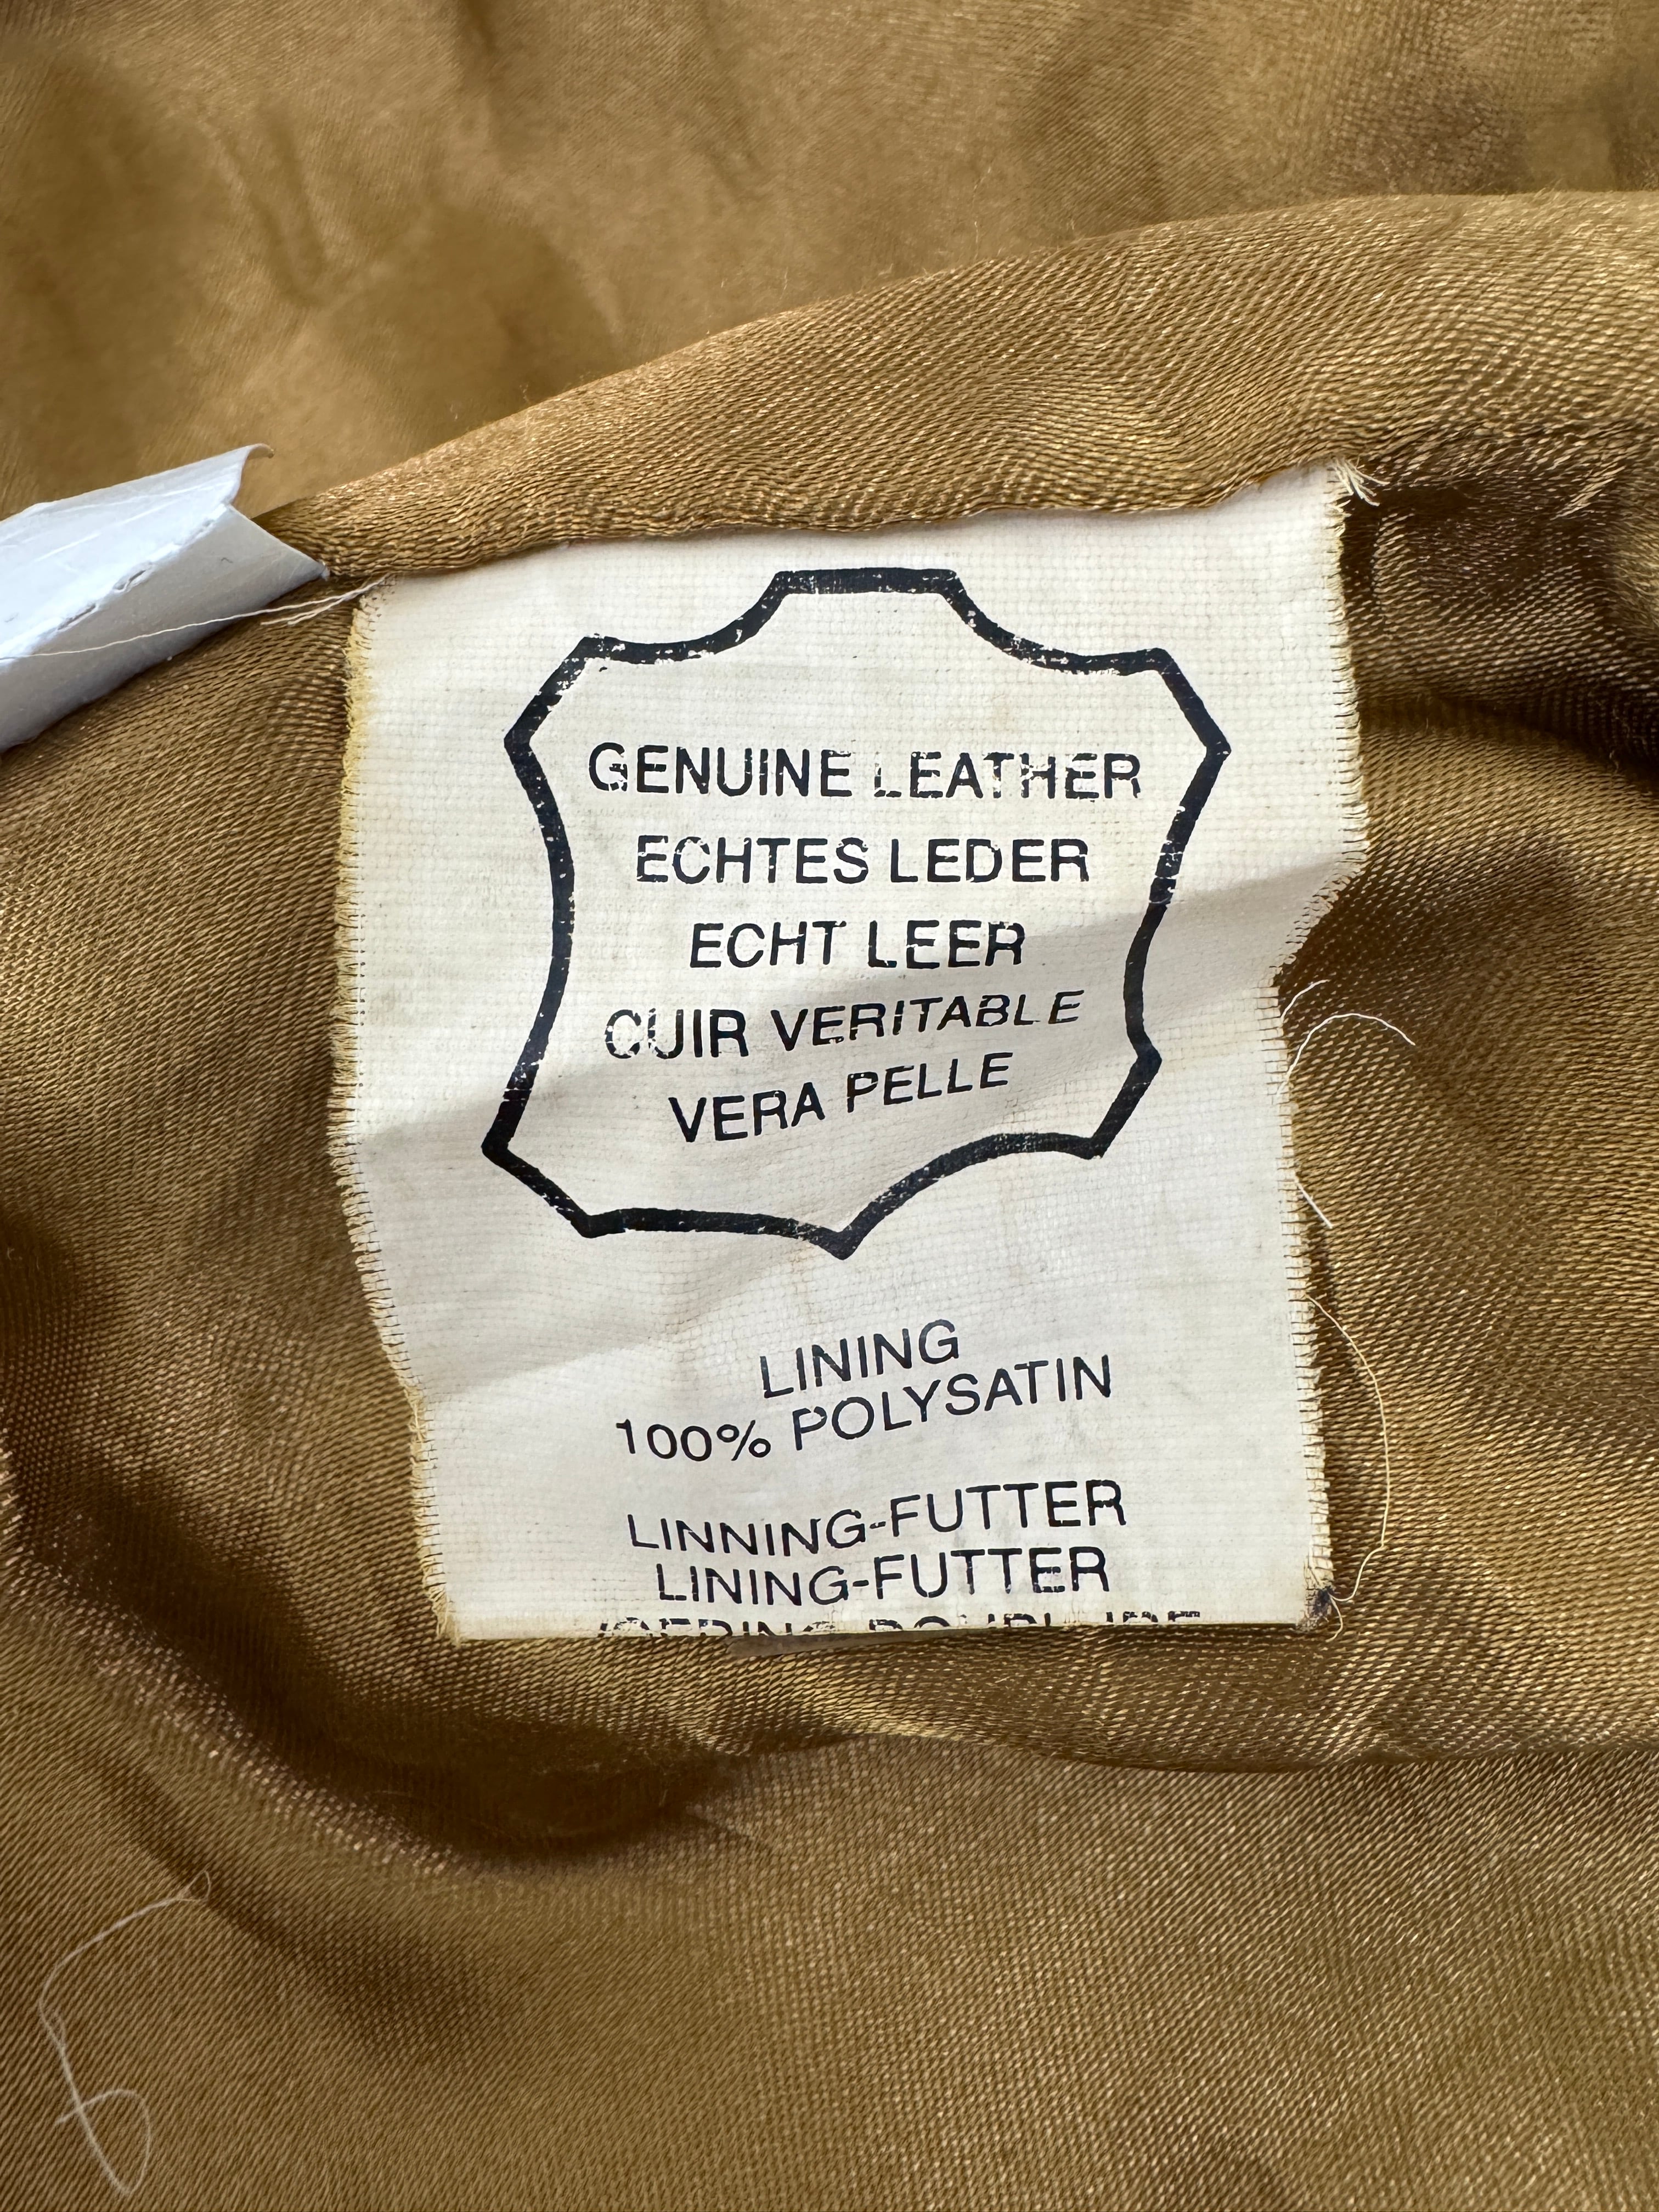 GENUINE LEATHER
ECHTES LEDER
ECHT LEER
CUIR VERITABLE
VERA PELLE
LINING
100% POLYSATIN
LINNING-FUTTER
LINING-FUTTER